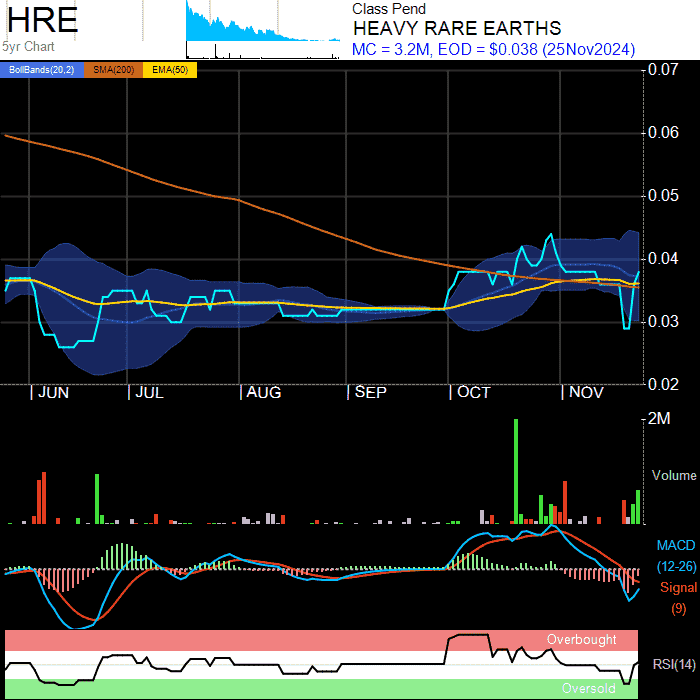 HRE
5yr Chart
Class Pend
HEAVY RARE EARTHS
MC = 3.2M, EOD = $0.038 (25Nov2024)
BollBands(20,2) SMA(200) EMA(50)
0.07
0.06
0.05
0.04
0.03
0.02
JUN JUL AUG SEP OCT NOV
2M
Volume
MACD
(12-26)
Signal
(9)
Overbought
RSI(14)
Oversold